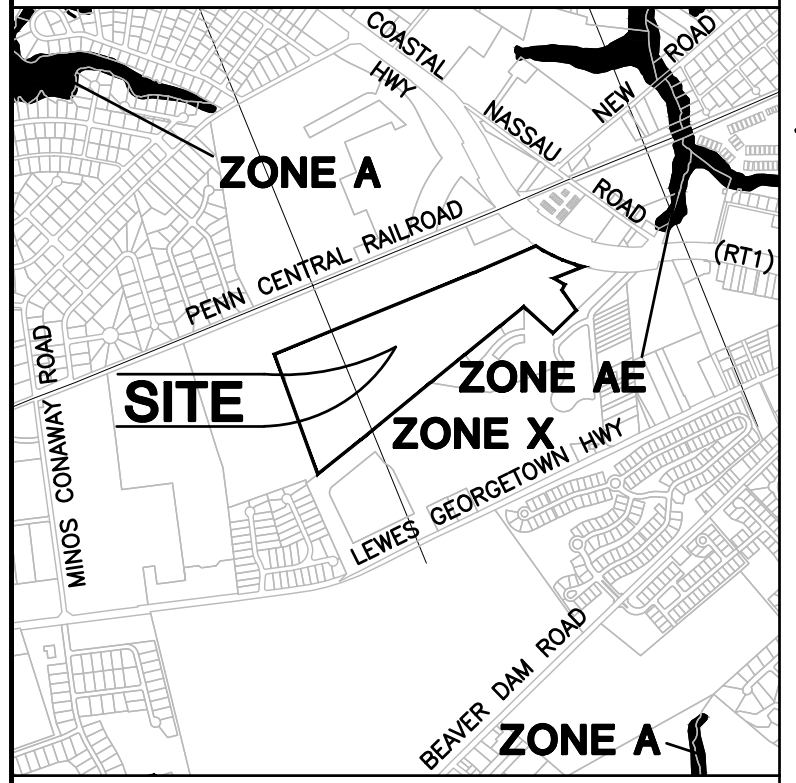 COASTAL
HWY
NEW ROAD
NASSAU
ROAD
ZONE A
PENN CENTRAL RAILROAD
(RT1)
MINOS CONAWAY ROAD
SITE
ZONE AE
ZONE X
LEWES GEORGETOWN HWY
BEAVER DAM ROAD
ZONE A